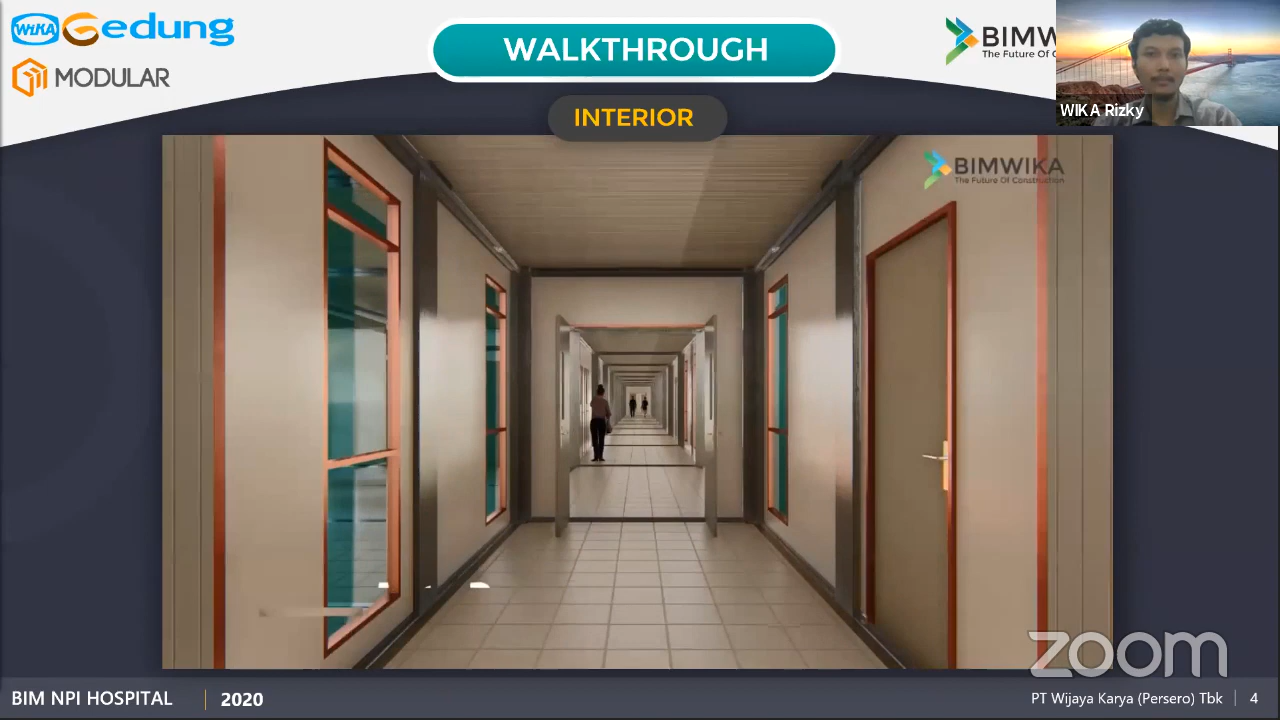 WIKA Gedung
MODULAR
WALKTHROUGH
INTERIOR
BIMW
The Future Of C
WIKA Rizky
BIMWIKA
The Future Of Construction
zoom
BIM NPI HOSPITAL
2020
PT Wijaya Karya (Persero) Tbk
4